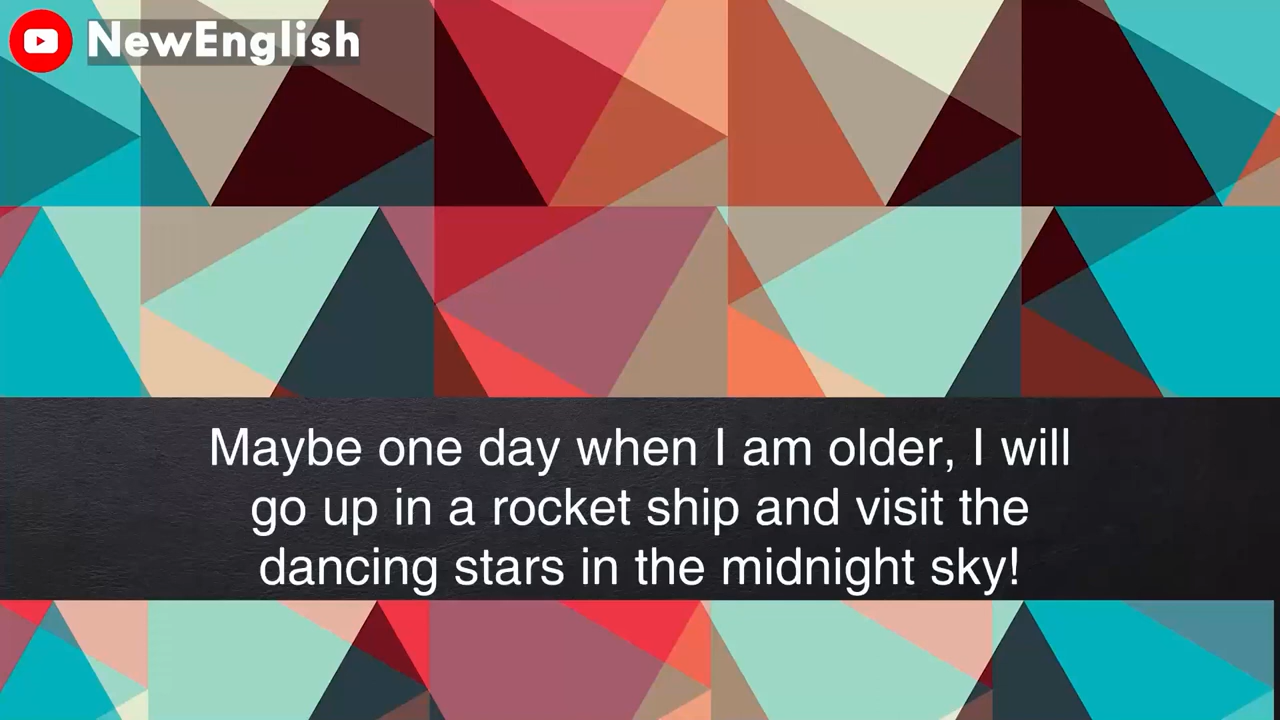 NewEnglish
Maybe one day when I am older, I will
go up in a rocket ship and visit the
dancing stars in the midnight sky!